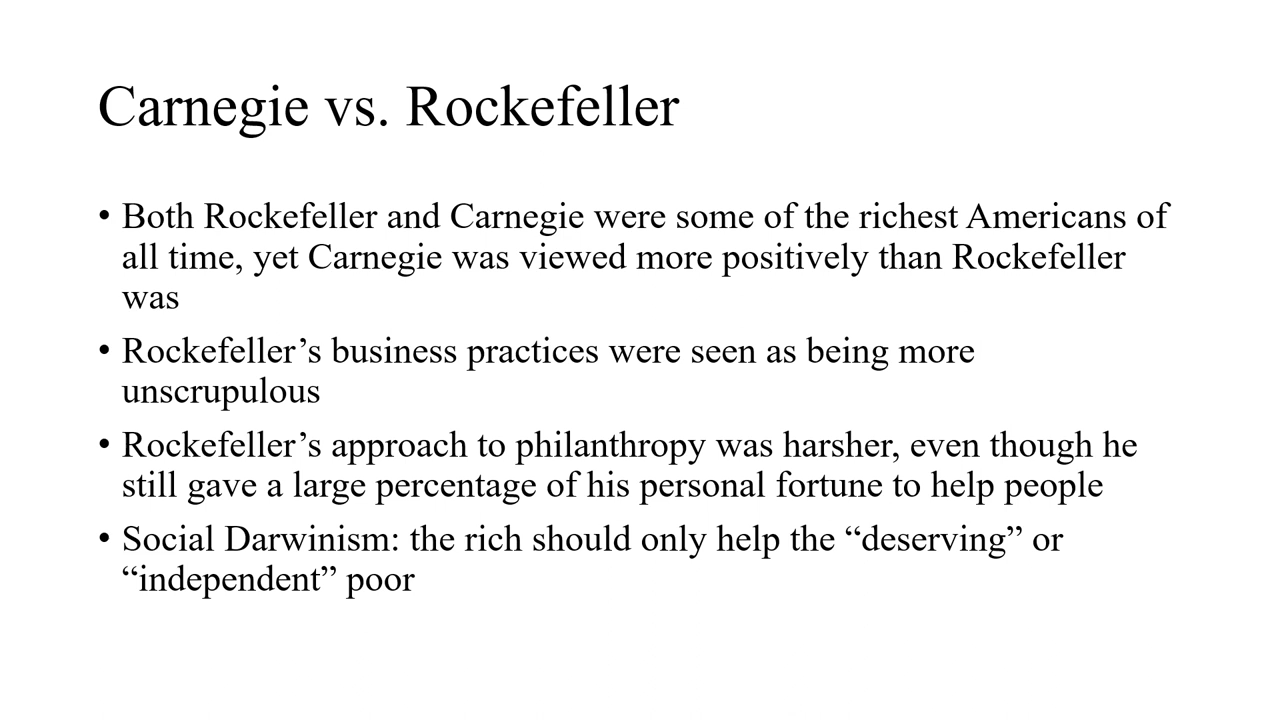 Carnegie vs. Rockefeller
• Both Rockefeller and Carnegie were some of the richest Americans of
all time, yet Carnegie was viewed more positively than Rockefeller
was
• Rockefeller’s business practices were seen as being more
unscrupulous
• Rockefeller’s approach to philanthropy was harsher, even though he
still gave a large percentage of his personal fortune to help people
• Social Darwinism: the rich should only help the “deserving” or
“independent” poor